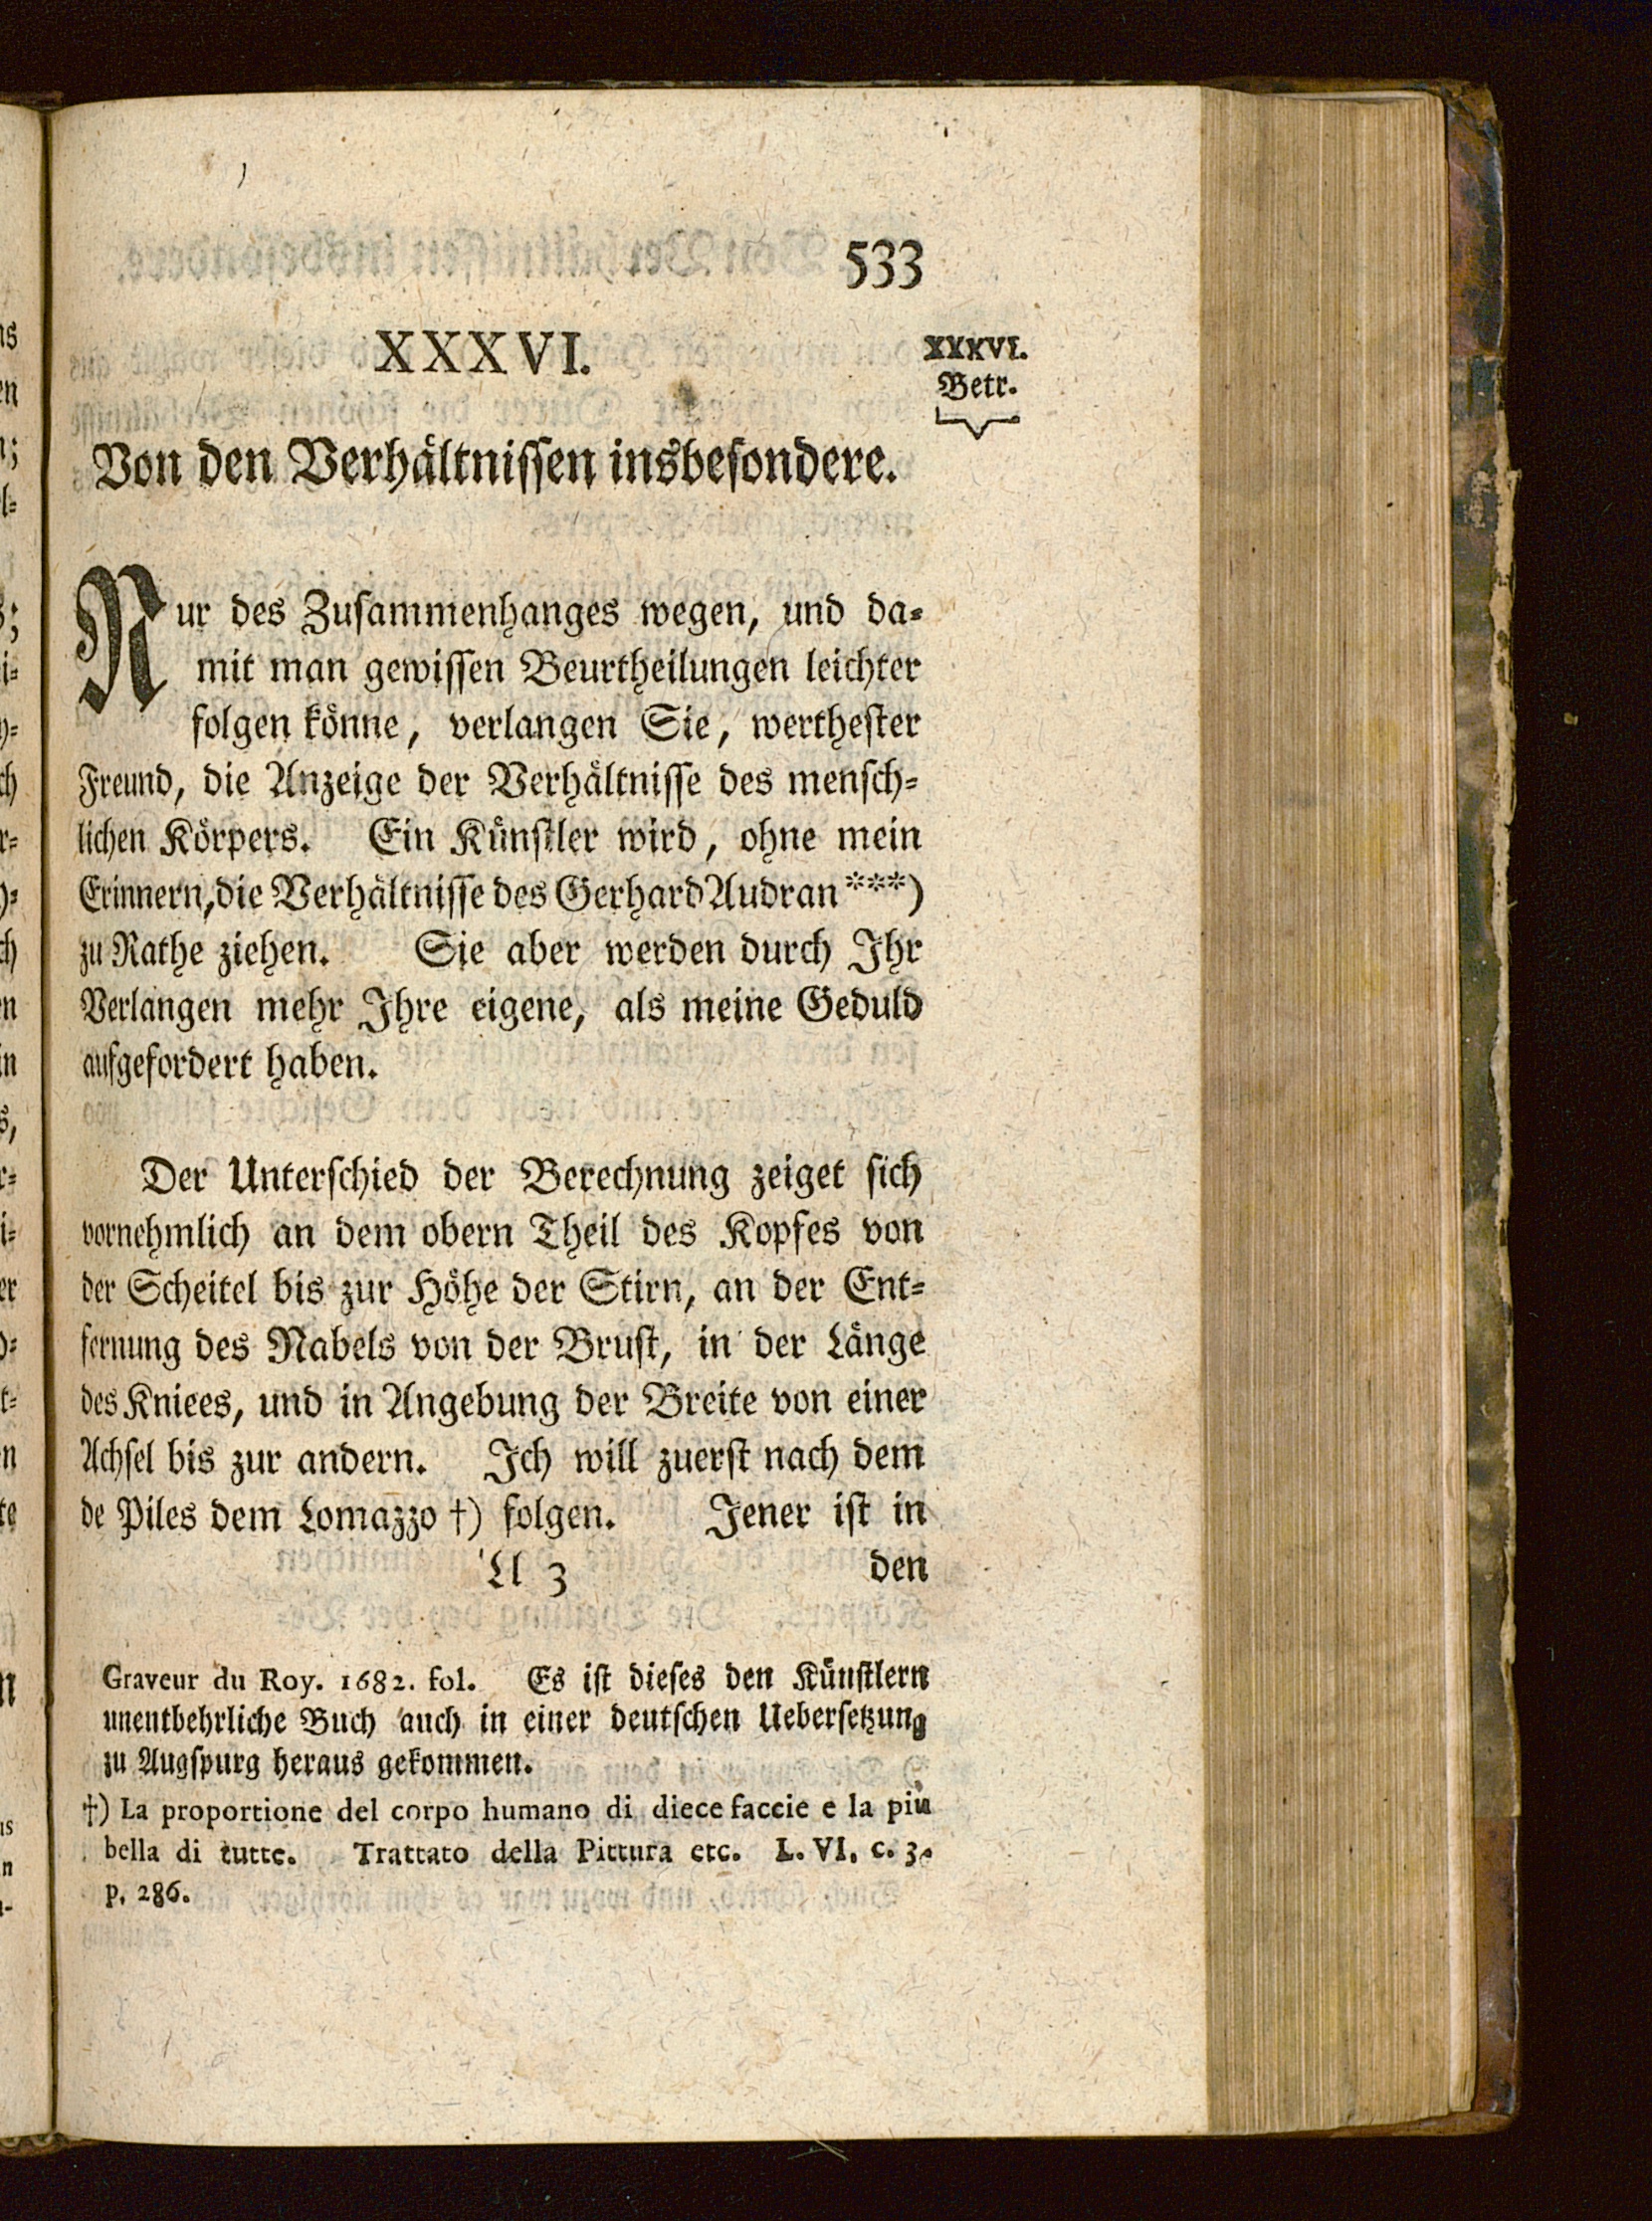 533
XXXVI.
XXXVI.
Betr.
Von den Verhältnissen insbesondere.
Nur des Zusammenhanges wegen, und da-
mit man gewissen Beurtheilungen leichter
folgen könne, verlangen Sie, werthester
Freund, die Anzeige der Verhältnisse des mensch-
lichen Körpers. Ein Künstler wird, ohne mein
Erinnern, die Verhältnisse des Gerhard Audran ***)
zu Rathe ziehen. Sie aber werden durch Ihr
Verlangen mehr Ihre eigene, als meine Geduld
aufgefordert haben.
Der Unterschied der Berechnung zeiget sich
vornehmlich an dem obern Theil des Kopfes von
der Scheitel bis zur Höhe der Stirn, an der Ent-
fernung des Nabels von der Brust, in der Länge
des Kniees, und in Angebung der Breite von einer
Achsel bis zur andern. Ich will zuerst nach dem
de Piles dem Lomazzo †) folgen. Jener ist in
Ll 3 den
Graveur du Roy. 1682. fol. Es ist dieses den Künstlern
unentbehrliche Buch auch in einer deutschen Uebersetzung
zu Augspurg heraus gekommen.
†) La proportione del corpo humano di diece faccie e la più
bella di tutte. Trattato della Pittura etc. L. VI. c. 3.
p. 286.